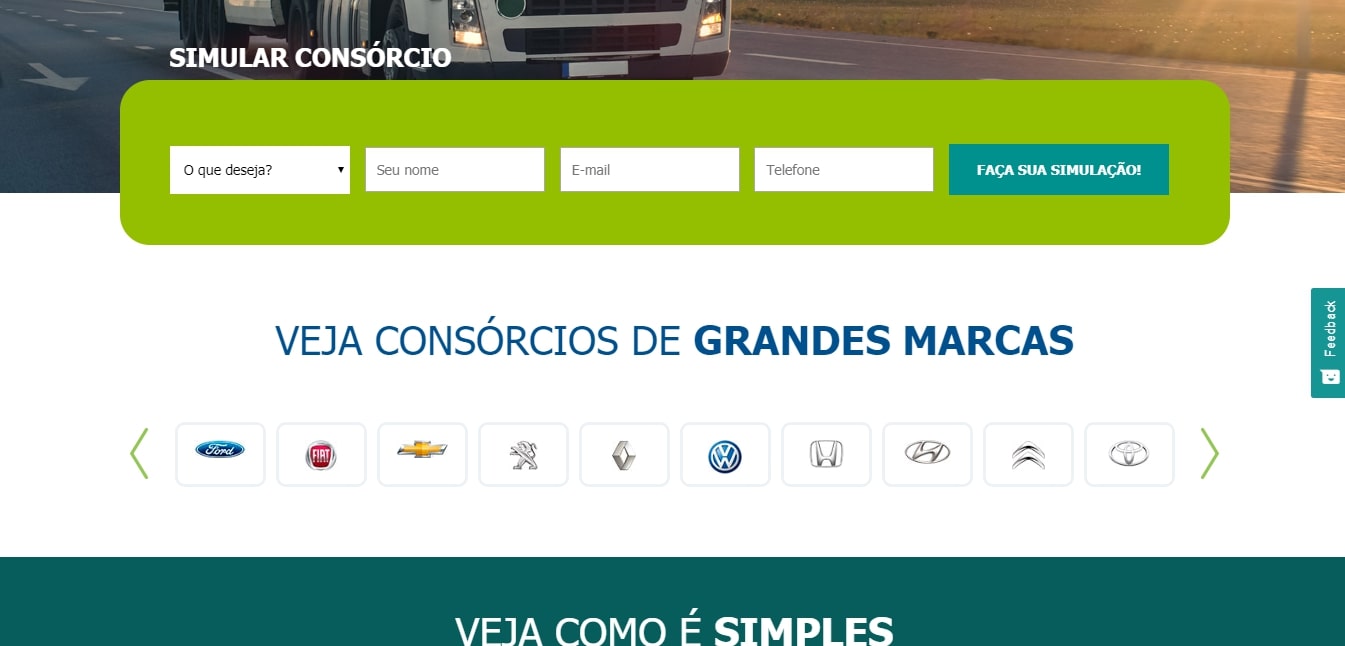 SIMULAR CONSÓRCIO
O que deseja?
Seu nome
E-mail
Telefone
FAÇA SUA SIMULAÇÃO!
Feedback
VEJA CONSÓRCIOS DE GRANDES MARCAS
Ford
FIAT
VEJA COMO É SIMPLES